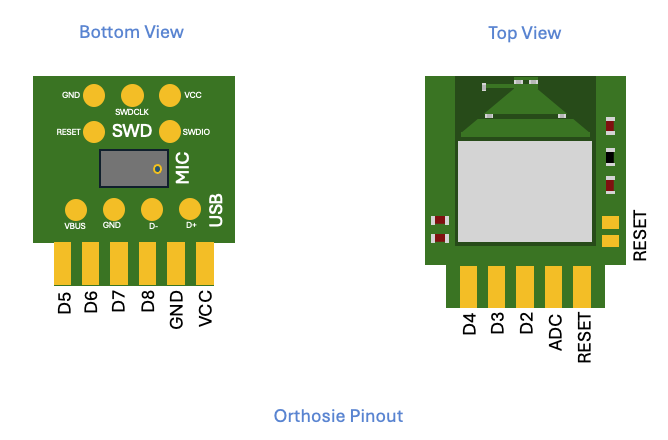 Bottom View
Top View
GND
SWDCLK
VCC
RESET
SWD
SWDIO
MIC
USB
VBUS
GND
D-
D+
D5
D6
D7
D8
GND
VCC
RESET
D4
D3
D2
ADC
RESET
Orthosie Pinout